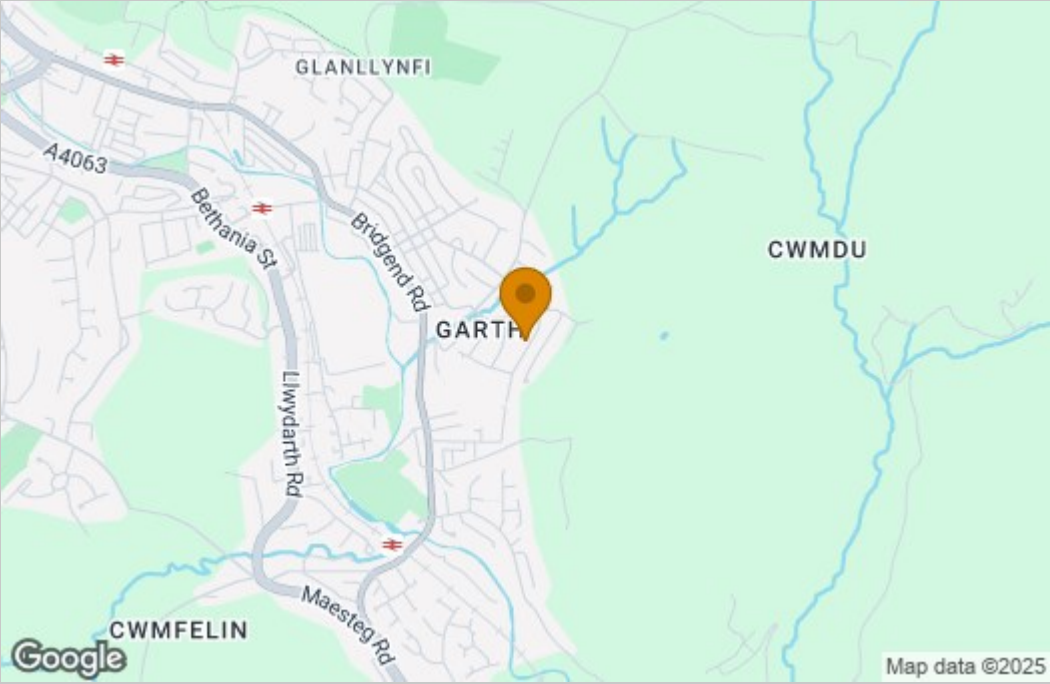 GLANLLYNFI
A4063
Bethania St
Bridgend Rd
CWMDU
GARTH
Llwydarth Rd
Maesteg Rd
CWMFELIN
Google
Map data ©2025